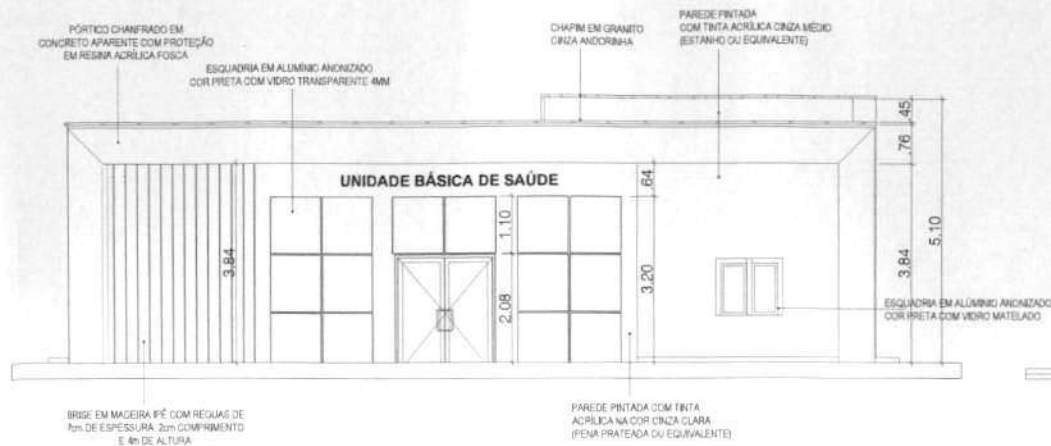 PÓRTICO CHANFRADO EM
CONCRETO APARENTE COM PROTEÇÃO
EM RESINA ACRÍLICA FOSCA
ESQUADRIA EM ALUMÍNIO ANONIZADO
COR PRETA COM VIDRO TRANSPARENTE 4MM
CHAPIM EM GRANITO
CINZA ANDORINHA
PAREDE PINTADA
COM TINTA ACRÍLICA CINZA MÉDIO
(ESTANHO OU EQUIVALENTE)
45
76
UNIDADE BÁSICA DE SAÚDE
.64
1.10
5.10
3.84
3.20
3.84
2.08
ESQUADRIA EM ALÚMINIO ANONIZADO
COR PRETA COM VIDRO MATELADO
BRISE EM MADEIRA IPÊ COM REGUAS DE
7cm DE ESPESSURA 2cm COMPRIMENTO
E 4m DE ALTURA
PAREDE PINTADA COM TINTA
ACRÍLICA NA COR CINZA CLARA
(PENA PRATEADA OU EQUIVALENTE)